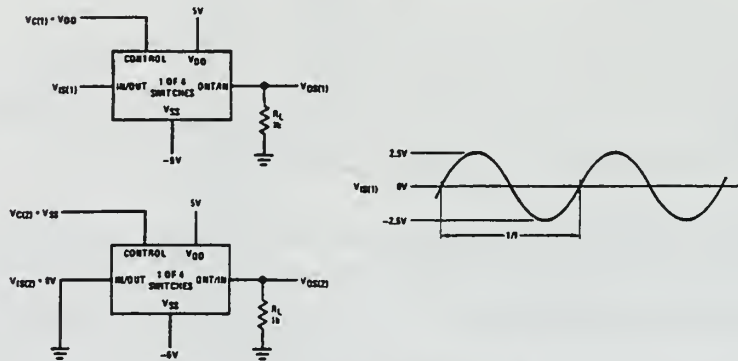 VC(1) = VDD
5V
CONTROL
VDD
VIS(1)
IN/OUT
1 OF 4
SWITCHES
OUT/IN
VOS(1)
VSS
RL
-5V
2.5V
VIS(1)
0V
-2.5V
1/f
VC(2) = VSS
5V
CONTROL
VDD
VIS(2) = 0V
IN/OUT
1 OF 4
SWITCHES
OUT/IN
VOS(2)
VSS
RL
-5V